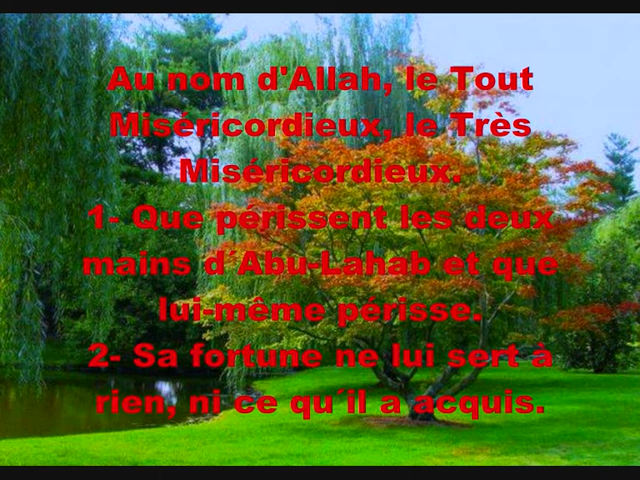 Au nom d'Allah, le Tout
Miséricordieux, le Très
Miséricordieux.
1- Que périssent les deux
mains d´Abu-Lahab et que
lui-même périsse.
2- Sa fortune ne lui sert à
rien, ni ce qu´il a acquis.